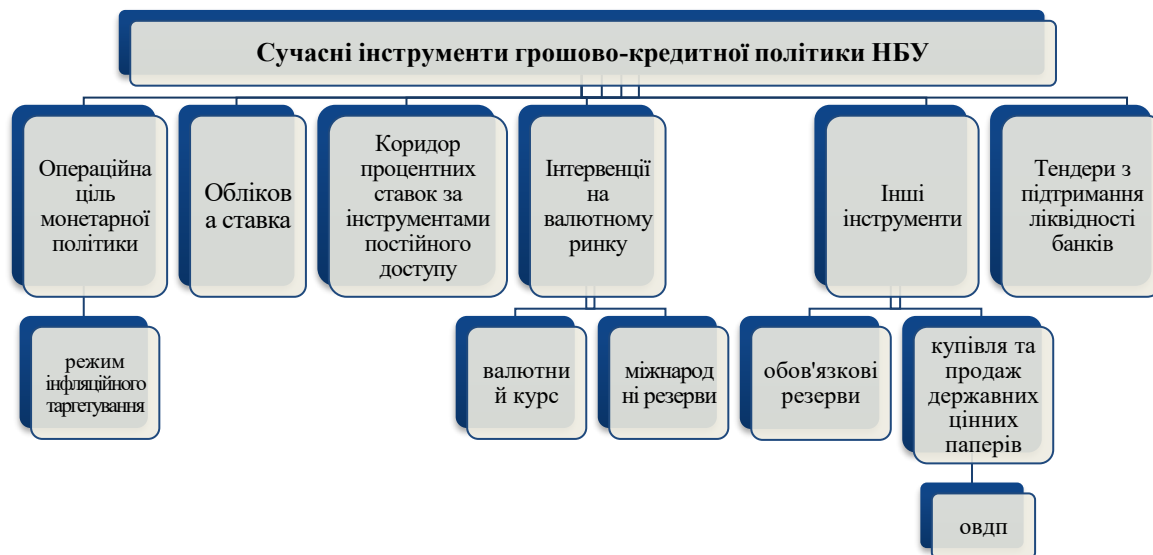 Сучасні інструменти грошово-кредитної політики НБУ
Операційна
ціль
монетарної
політики
Обліков
а ставка
Коридор
процентних
ставок за
інструментами
постійного
доступу
Інтервенції
на
валютному
ринку
Інші
інструменти
Тендери з
підтримання
ліквідності
банків
режим
інфляційного
таргетування
валютни
й курс
міжнарод
ні резерви
обов'язкові
резерви
купівля та
продаж
державних
цінних
паперів
овдп